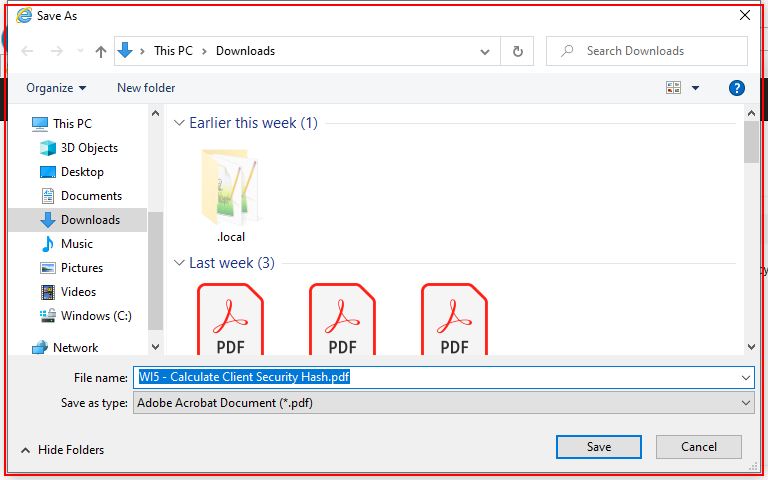 Save As
This PC
Downloads
Search Downloads
Organize
New folder
?
This PC
3D Objects
Desktop
Documents
Downloads
Music
Pictures
Videos
Windows (C:)
Network
Earlier this week (1)
.local
Last week (3)
PDF
PDF
PDF
File name:
WI5 - Calculate Client Security Hash.pdf
Save as type:
Adobe Acrobat Document (*.pdf)
Hide Folders
Save
Cancel